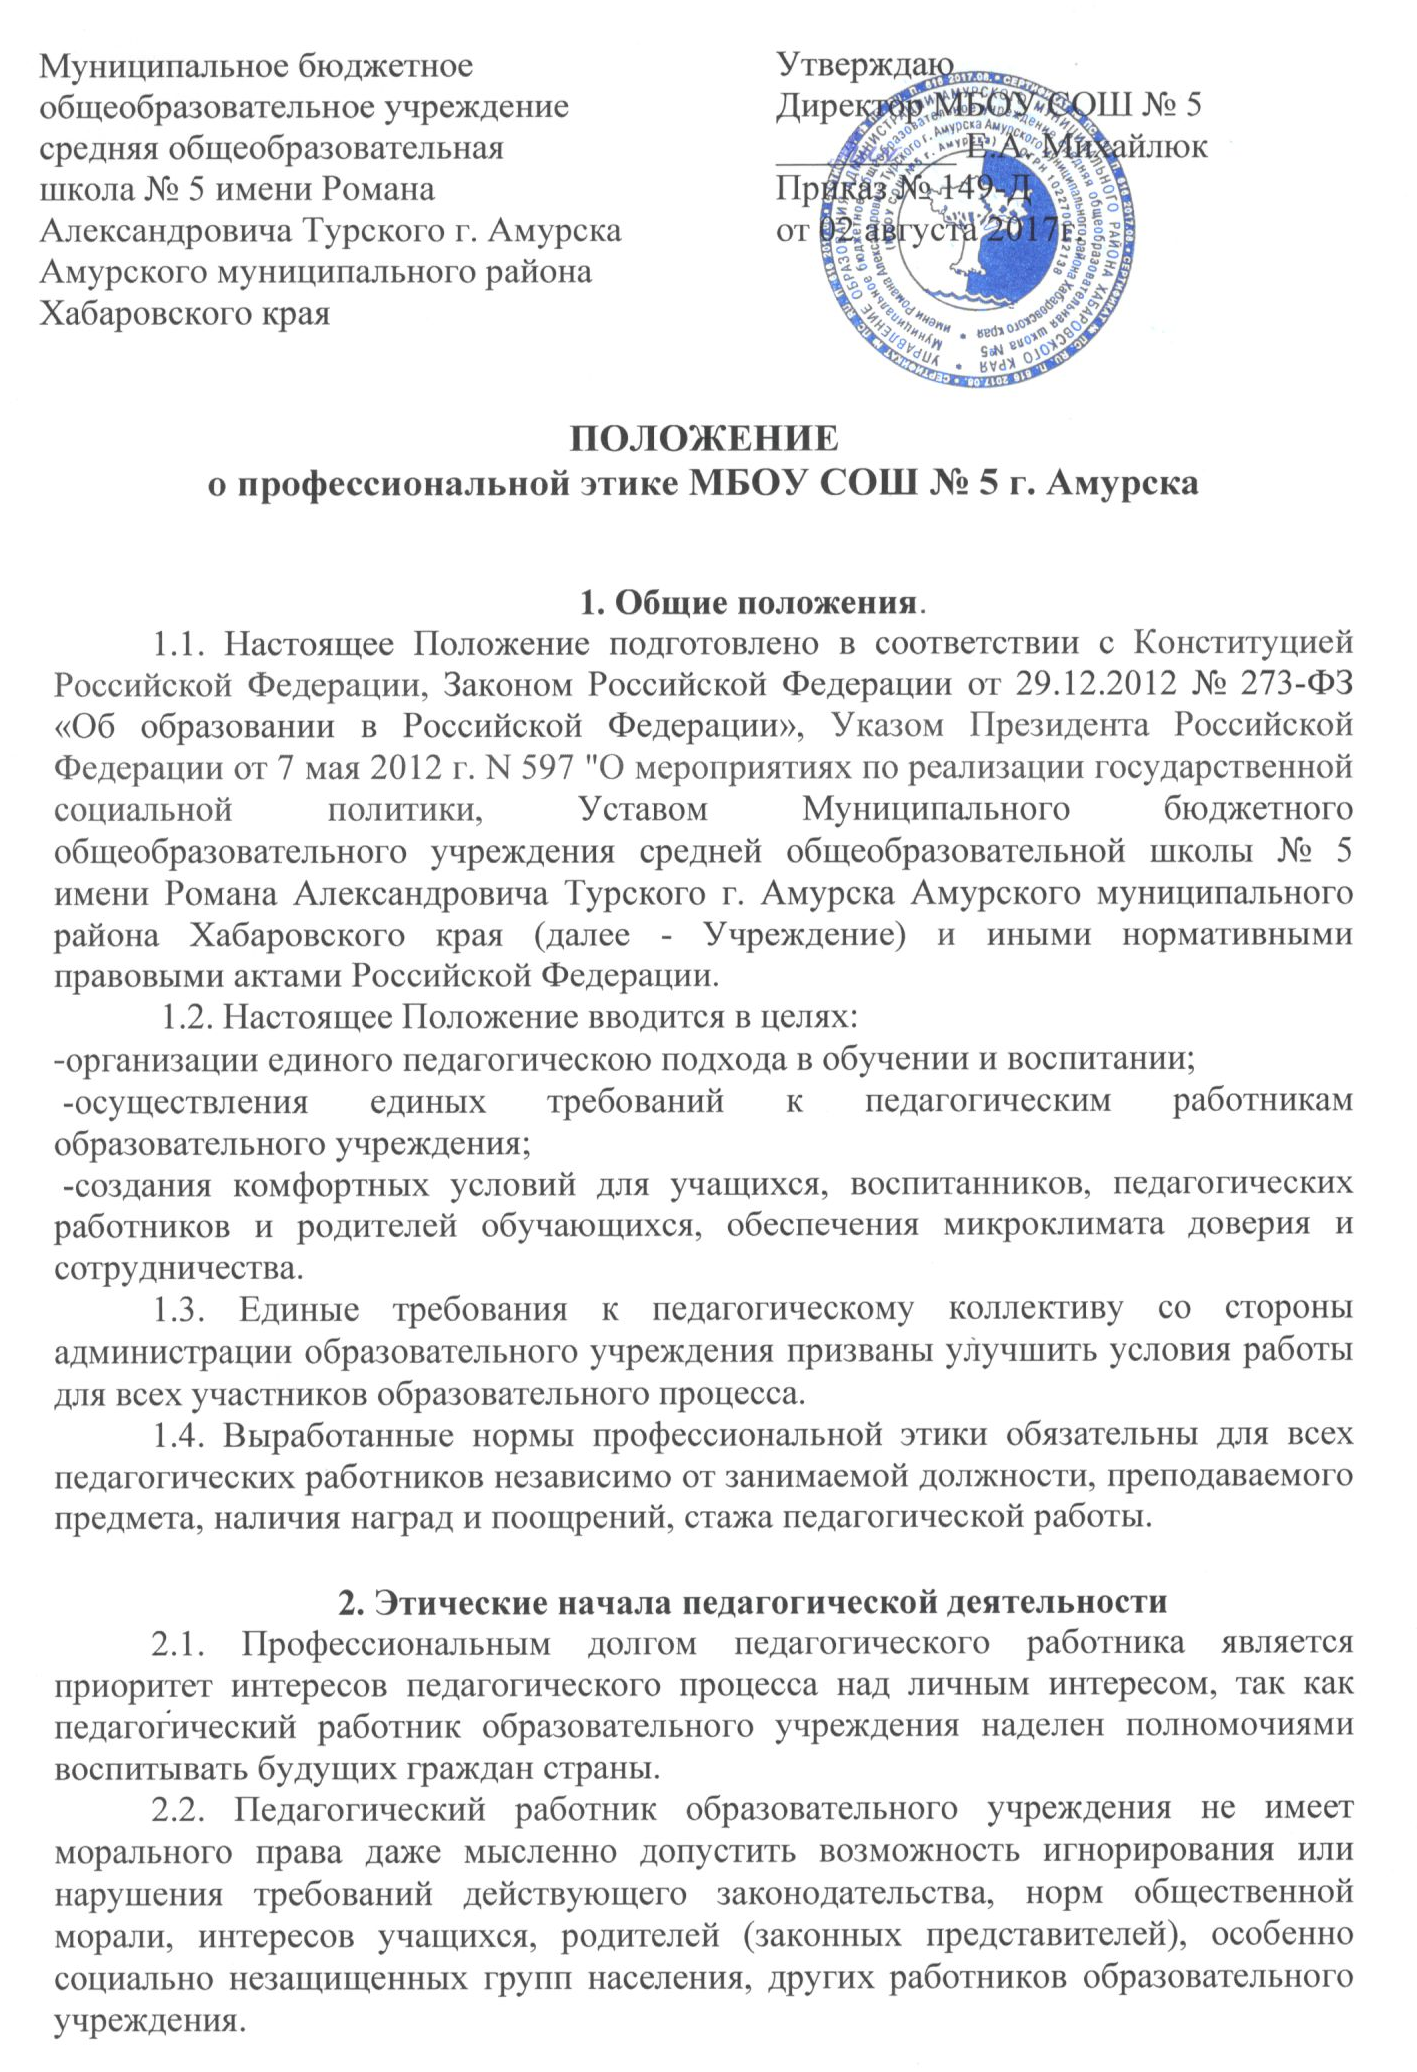 Муниципальное бюджетное
общеобразовательное учреждение
средняя общеобразовательная
школа № 5 имени Романа
Александровича Турского г. Амурска
Амурского муниципального района
Хабаровского края
Утверждаю
Директор МБОУ СОШ № 5
__________ Е.А. Михайлюк
Приказ № 149-Д
от 02 августа 2017г.
ПОЛОЖЕНИЕ
о профессиональной этике МБОУ СОШ № 5 г. Амурска
1. Общие положения.
1.1. Настоящее Положение подготовлено в соответствии с Конституцией
Российской Федерации, Законом Российской Федерации от 29.12.2012 № 273-ФЗ
«Об образовании в Российской Федерации», Указом Президента Российской
Федерации от 7 мая 2012 г. N 597 "О мероприятиях по реализации государственной
социальной политики, Уставом Муниципального бюджетного
общеобразовательного учреждения средней общеобразовательной школы № 5
имени Романа Александровича Турского г. Амурска Амурского муниципального
района Хабаровского края (далее - Учреждение) и иными нормативными
правовыми актами Российской Федерации.
1.2. Настоящее Положение вводится в целях:
-организации единого педагогическою подхода в обучении и воспитании;
-осуществления единых требований к педагогическим работникам
образовательного учреждения;
-создания комфортных условий для учащихся, воспитанников, педагогических
работников и родителей обучающихся, обеспечения микроклимата доверия и
сотрудничества.
1.3. Единые требования к педагогическому коллективу со стороны
администрации образовательного учреждения призваны улучшить условия работы
для всех участников образовательного процесса.
1.4. Выработанные нормы профессиональной этики обязательны для всех
педагогических работников независимо от занимаемой должности, преподаваемого
предмета, наличия наград и поощрений, стажа педагогической работы.
2. Этические начала педагогической деятельности
2.1. Профессиональным долгом педагогического работника является
приоритет интересов педагогического процесса над личным интересом, так как
педагогический работник образовательного учреждения наделен полномочиями
воспитывать будущих граждан страны.
2.2. Педагогический работник образовательного учреждения не имеет
морального права даже мысленно допустить возможность игнорирования или
нарушения требований действующего законодательства, норм общественной
морали, интересов учащихся, родителей (законных представителей), особенно
социально незащищенных групп населения, других работников образовательного
учреждения.